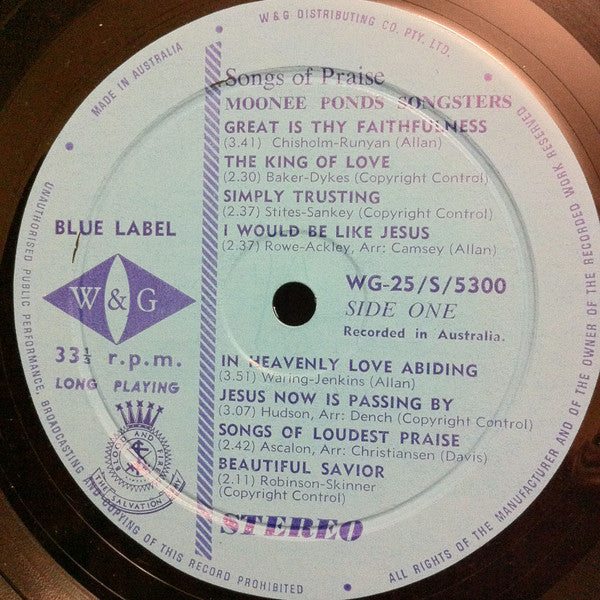 W & G DISTRIBUTING CO. PTY. LTD.
MADE IN AUSTRALIA
Songs of Praise
MOONEE PONDS SONGSTERS
GREAT IS THY FAITHFULNESS
(3.41) Chisholm-Runyan (Allan)
THE KING OF LOVE
(2.30) Baker-Dykes (Copyright Control)
SIMPLY TRUSTING
(2.37) Stites-Sankey (Copyright Control)
I WOULD BE LIKE JESUS
(2.37) Rowe-Ackley, Arr: Camsey (Allan)
BLUE LABEL
W & G
33⅓ r.p.m.
LONG PLAYING
WG-25/S/5300
SIDE ONE
Recorded in Australia.
IN HEAVENLY LOVE ABIDING
(3.51) Waring-Jenkins (Allan)
JESUS NOW IS PASSING BY
(3.07) Hudson, Arr: Dench (Copyright Control)
SONGS OF LOUDEST PRAISE
(2.42) Ascalon, Arr: Christiansen (Davis)
BEAUTIFUL SAVIOR
(2.11) Robinson-Skinner
(Copyright Control)
BLOOD AND FIRE
THE SALVATION
STEREO
ALL RIGHTS OF THE MANUFACTURER AND OF THE OWNER OF THE RECORDED WORK RESERVED
UNAUTHORISED PUBLIC PERFORMANCE, BROADCASTING AND COPYING OF THIS RECORD PROHIBITED